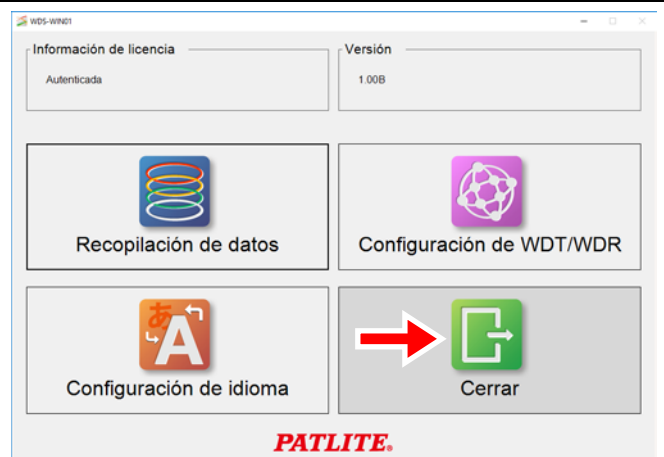 WDS-WIN01
Información de licencia
Autenticada
Versión
1.00B
Recopilación de datos
Configuración de WDT/WDR
あ
A
Configuración de idioma
Cerrar
PATLITE®